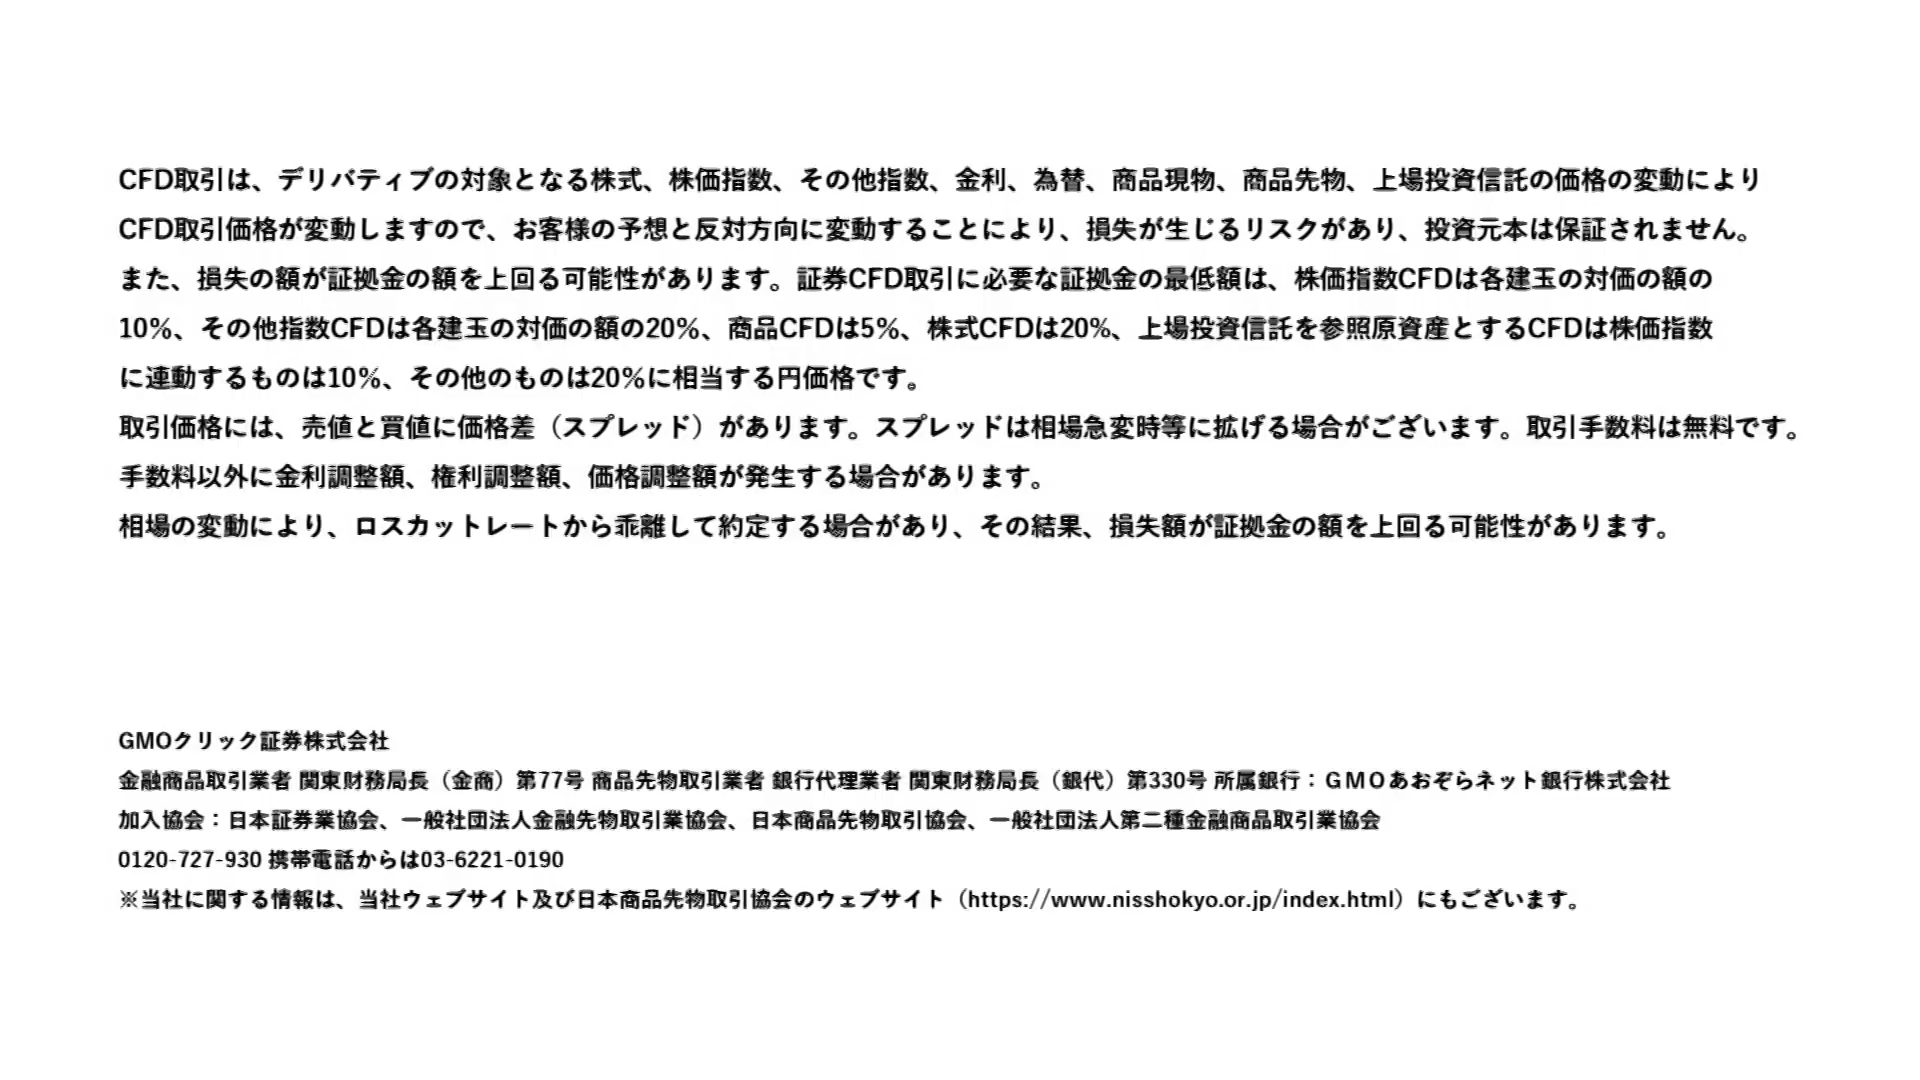 CFD取引は、デリバティブの対象となる株式、株価指数、その他指数、金利、為替、商品現物、商品先物、上場投資信託の価格の変動により
CFD取引価格が変動しますので、お客様の予想と反対方向に変動することにより、損失が生じるリスクがあり、投資元本は保証されません。
また、損失の額が証拠金の額を上回る可能性があります。証券CFD取引に必要な証拠金の最低額は、株価指数CFDは各建玉の対価の額の
10%、その他指数CFDは各建玉の対価の額の20%、商品CFDは5%、株式CFDは20%、上場投資信託を参照原資産とするCFDは株価指数
に連動するものは10%、その他のものは20%に相当する円価格です。
取引価格には、売値と買値に価格差（スプレッド）があります。スプレッドは相場急変時等に拡げる場合がございます。取引手数料は無料です。
手数料以外に金利調整額、権利調整額、価格調整額が発生する場合があります。
相場の変動により、ロスカットレートから乖離して約定する場合があり、その結果、損失額が証拠金の額を上回る可能性があります。
GMOクリック証券株式会社
金融商品取引業者 関東財務局長（金商）第77号 商品先物取引業者 銀行代理業者 関東財務局長（銀代）第330号 所属銀行：ＧＭＯあおぞらネット銀行株式会社
加入協会：日本証券業協会、一般社団法人金融先物取引業協会、日本商品先物取引協会、一般社団法人第二種金融商品取引業協会
0120-727-930 携帯電話からは03-6221-0190
※当社に関する情報は、当社ウェブサイト及び日本商品先物取引協会のウェブサイト（https://www.nisshokyo.or.jp/index.html）にもございます。